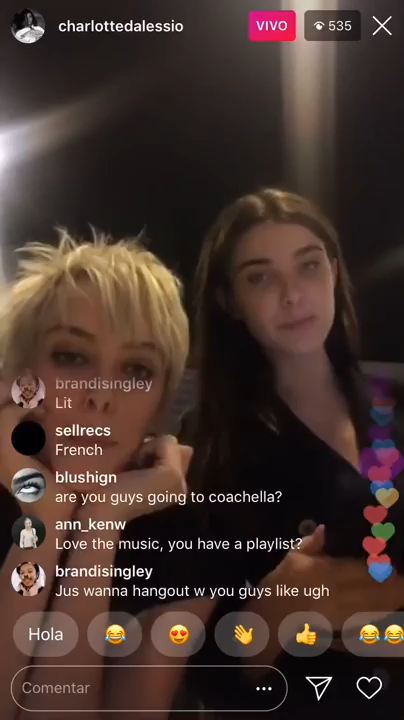 charlottedalessio
VIVO
535
brandisingley
Lit
sellrecs
French
blushign
are you guys going to coachella?
ann_kenw
Love the music, you have a playlist?
brandisingley
Jus wanna hangout w you guys like ugh
Hola
Comentar